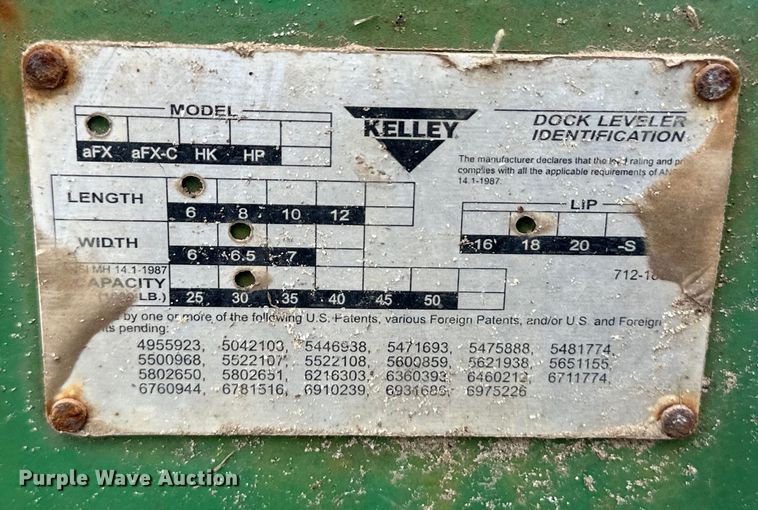 MODEL
aFX aFX-C HK HP
KELLEY
DOCK LEVELER
IDENTIFICATION
The manufacturer declares that the load rating and
complies with all the applicable requirements of
14.1-1987.
LENGTH
6 8 10 12
WIDTH
6 6.5 7
LIP
16 18 20 -S
MH 14.1-1987
CAPACITY
LB.)
25 30 35 40 45 50
by one or more of the following U.S. Patents, various Foreign Patents, and/or U.S. and Foreign
pending:
4955923, 5042103, 5446938, 5471693, 5475888, 5481774,
5500968, 5522107, 5522108, 5600859, 5621938, 5651155,
5802650, 5802651, 6216303, 6360393, 6460212, 6711774,
6760944, 6781516, 6910239, 6931686, 6975226
Purple Wave Auction